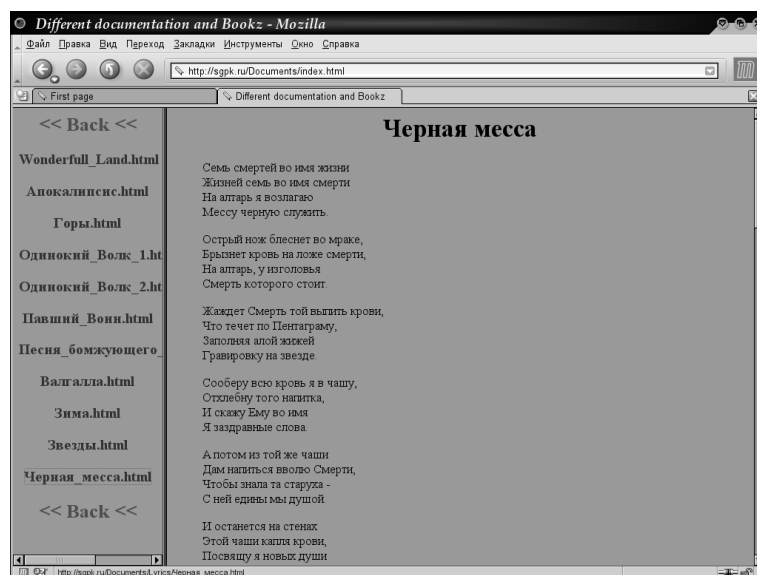 Different documentation and Bookz - Mozilla
Файл Правка Вид Переход Закладки Инструменты Окно Справка
http://sgpk.ru/Documents/index.html
First page
Different documentation and Bookz
<< Back <<
Wonderfull_Land.html
Апокалипсис.html
Горы.html
Одинокий_Волк_1.ht
Одинокий_Волк_2.ht
Павший_Воин.html
Песня_бомжующего_
Валгалла.html
Зима.html
Звезды.html
Черная_месса.html
<< Back <<
Черная месса
Семь смертей во имя жизни
Жизней семь во имя смерти
На алтарь я возлагаю
Мессу черную служить.
Острый нож блеснет во мраке,
Брызнет кровь на ложе смерти,
На алтарь, у изголовья
Смерть которого стоит.
Жаждет Смерть той выпить крови,
Что течет по Пентаграму,
Заполняя алой жижей
Гравировку на звезде.
Сооберу всю кровь я в чашу,
Отхлебну того напитка,
И скажу Ему во имя
Я заздравные слова.
А потом из той же чаши
Дам напиться вволю Смерти,
Чтобы знала та старуха -
С ней едины мы душой.
И останется на стенах
Этой чаши капля крови,
Посвящу я новых души
http://sgpk.ru/Documents/Lyrics/Черная_месса.html